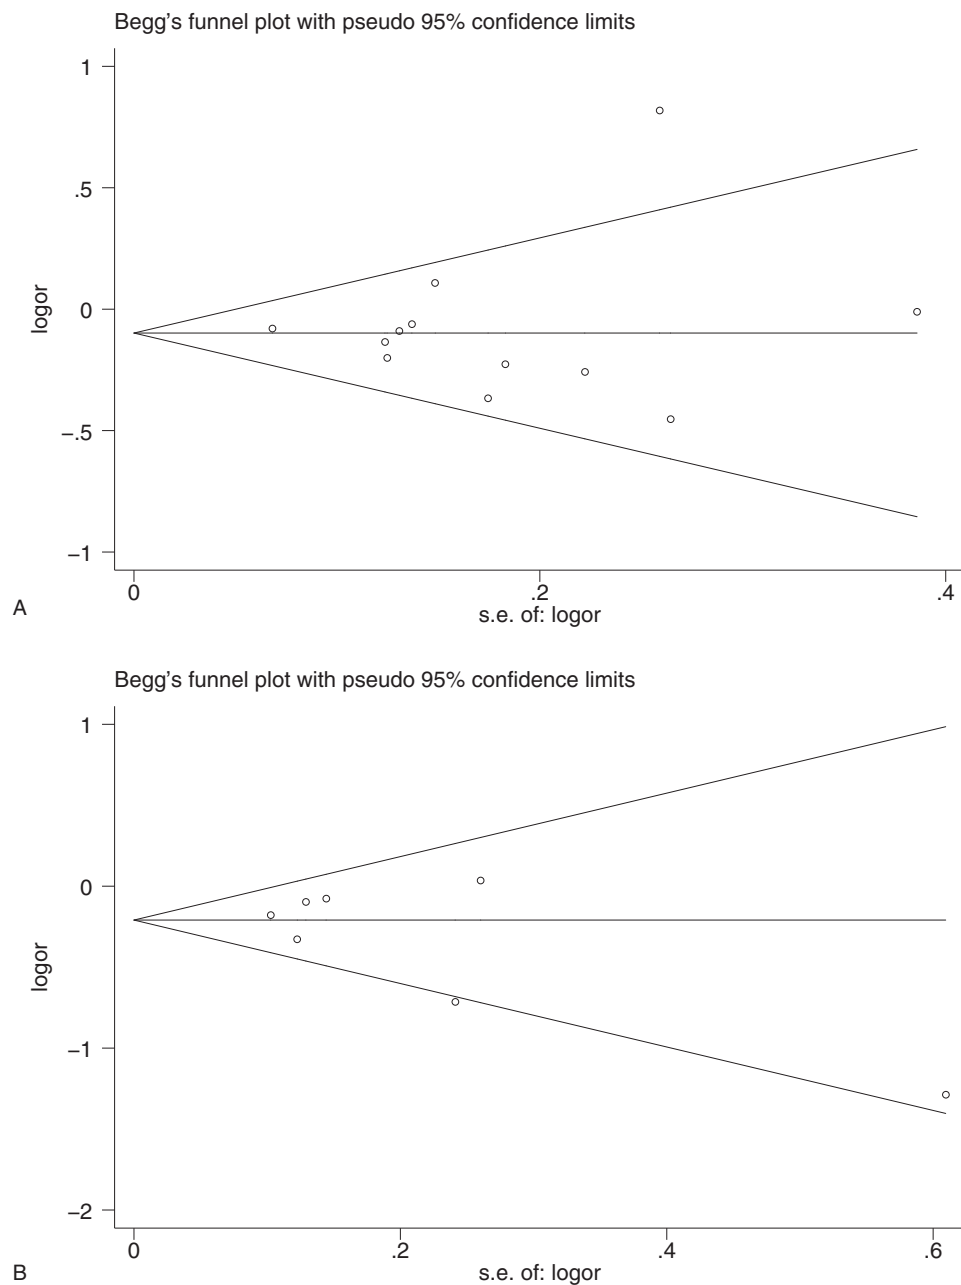 Begg's funnel plot with pseudo 95% confidence limits
1
.5
0
−.5
−1
logor
0
.2
.4
s.e. of: logor
A
Begg's funnel plot with pseudo 95% confidence limits
1
0
−1
−2
logor
0
.2
.4
.6
s.e. of: logor
B